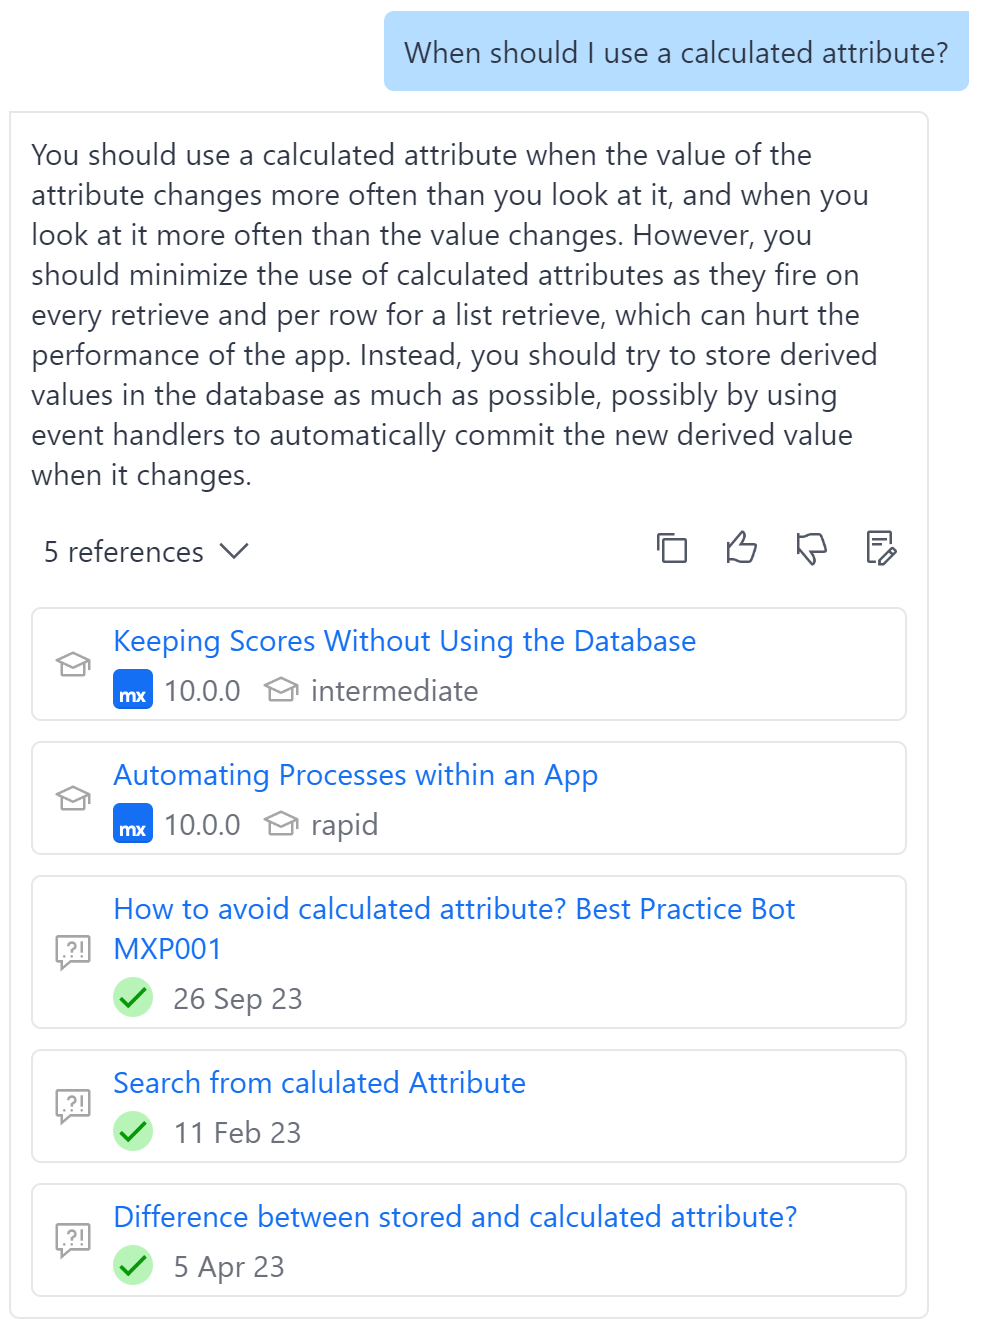 When should I use a calculated attribute?
You should use a calculated attribute when the value of the
attribute changes more often than you look at it, and when you
look at it more often than the value changes. However, you
should minimize the use of calculated attributes as they fire on
every retrieve and per row for a list retrieve, which can hurt the
performance of the app. Instead, you should try to store derived
values in the database as much as possible, possibly by using
event handlers to automatically commit the new derived value
when it changes.
5 references
Keeping Scores Without Using the Database
mx 10.0.0 intermediate
Automating Processes within an App
mx 10.0.0 rapid
How to avoid calculated attribute? Best Practice Bot
MXP001
.?!
26 Sep 23
Search from calulated Attribute
.?!
11 Feb 23
Difference between stored and calculated attribute?
.?!
5 Apr 23